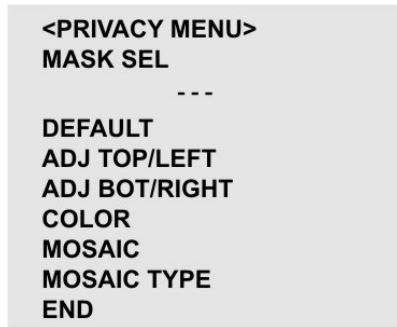 <PRIVACY MENU>
MASK SEL
---
DEFAULT
ADJ TOP/LEFT
ADJ BOT/RIGHT
COLOR
MOSAIC
MOSAIC TYPE
END